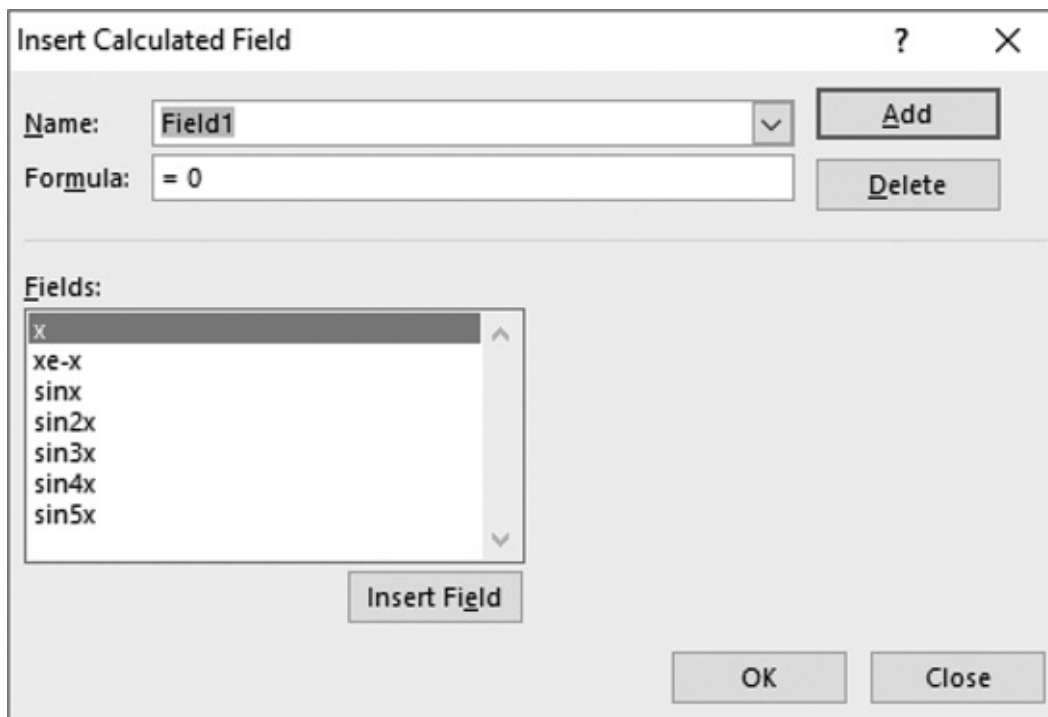 Insert Calculated Field ? ×
Name: Field1 Add
Formula: = 0 Delete
Fields:
x
xe-x
sinx
sin2x
sin3x
sin4x
sin5x
Insert Field
OK Close